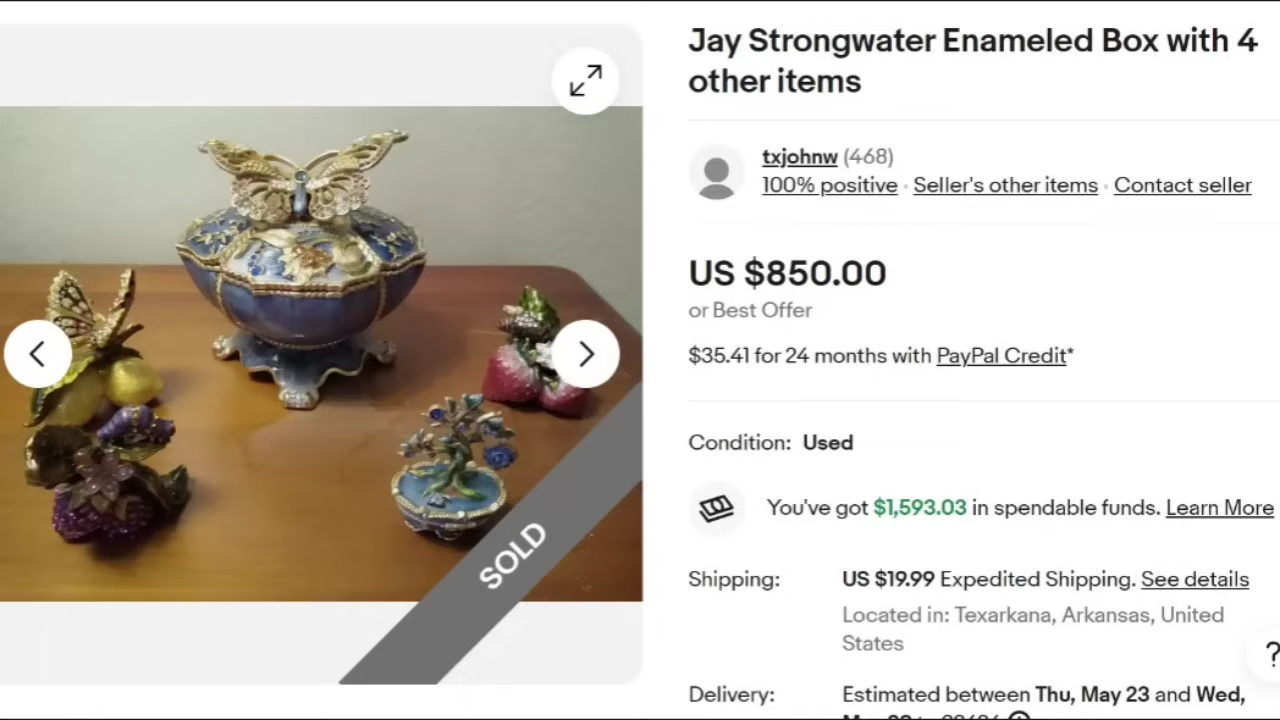 Jay Strongwater Enameled Box with 4
other items
txjohnw (468)
100% positive · Seller's other items · Contact seller
US $850.00
or Best Offer
$35.41 for 24 months with PayPal Credit*
Condition: Used
You've got $1,593.03 in spendable funds. Learn More
Shipping: US $19.99 Expedited Shipping. See details
Located in: Texarkana, Arkansas, United
States
?
Delivery: Estimated between Thu, May 23 and Wed,
SOLD